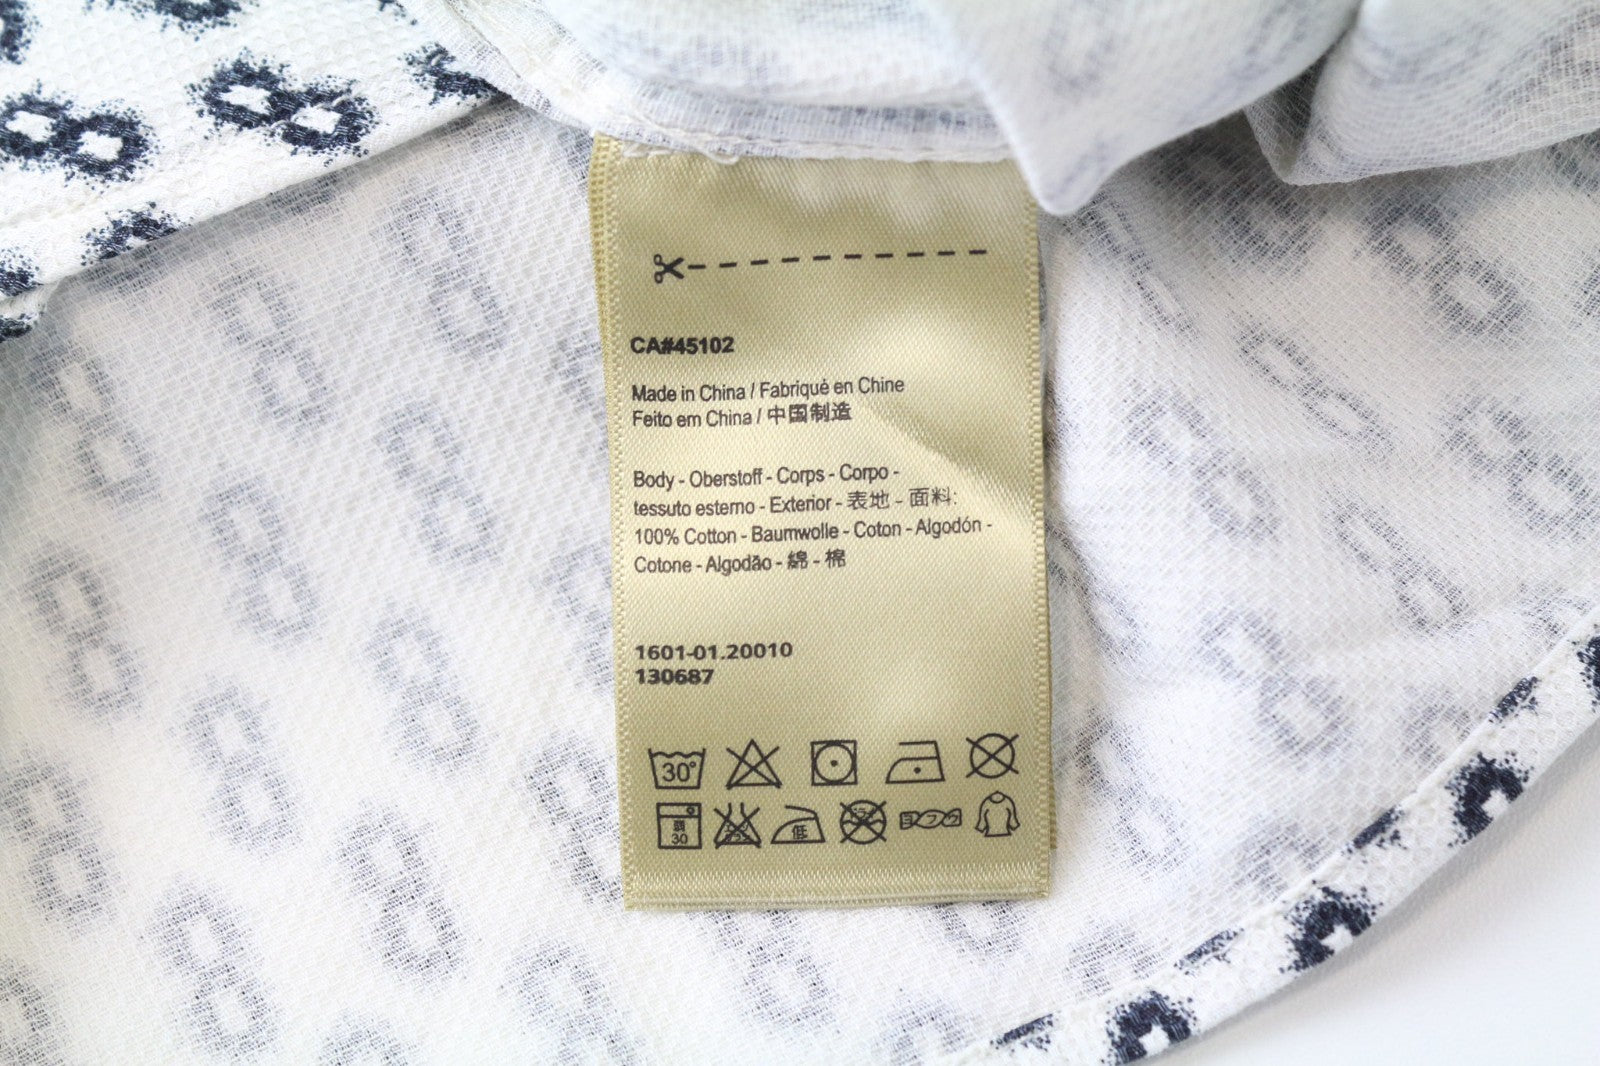 CA#45102
Made in China / Fabriqué en Chine
Feito em China / 中国制造
Body - Oberstoff - Corps - Corpo -
tessuto esterno - Exterior - 表地 - 面料:
100% Cotton - Baumwolle - Coton - Algodón -
Cotone - Algodão - 綿 - 棉
1601-01.20010
130687
30°
弱
30
低